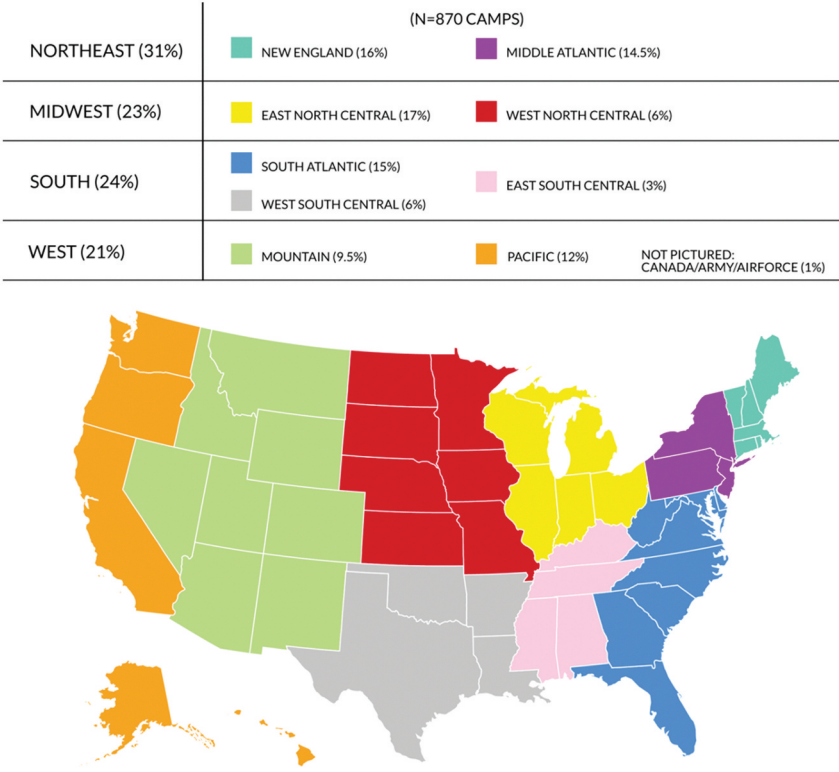 (N=870 CAMPS)
NORTHEAST (31%)
NEW ENGLAND (16%)
MIDDLE ATLANTIC (14.5%)
MIDWEST (23%)
EAST NORTH CENTRAL (17%)
WEST NORTH CENTRAL (6%)
SOUTH (24%)
SOUTH ATLANTIC (15%)
EAST SOUTH CENTRAL (3%)
WEST SOUTH CENTRAL (6%)
WEST (21%)
MOUNTAIN (9.5%)
PACIFIC (12%)
NOT PICTURED:
CANADA/ARMY/AIRFORCE (1%)